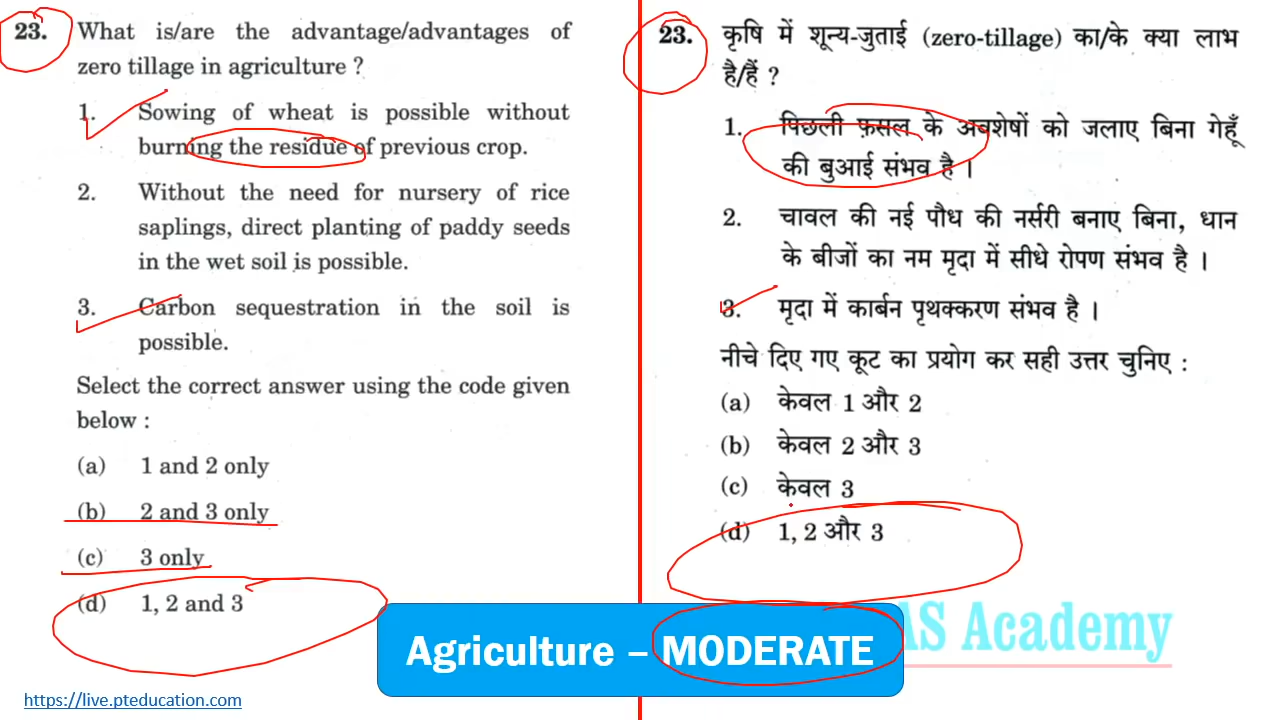 23. What is/are the advantage/advantages of
zero tillage in agriculture ?
1. Sowing of wheat is possible without
burning the residue of previous crop.
2. Without the need for nursery of rice
saplings, direct planting of paddy seeds
in the wet soil is possible.
3. Carbon sequestration in the soil is
possible.
Select the correct answer using the code given
below :
(a) 1 and 2 only
(b) 2 and 3 only
(c) 3 only
(d) 1, 2 and 3
23. कृषि में शून्य-जुताई (zero-tillage) का/के क्या लाभ
है/हैं ?
1. पिछली फ़सल के अवशेषों को जलाए बिना गेहूँ
की बुआई संभव है ।
2. चावल की नई पौध की नर्सरी बनाए बिना, धान
के बीजों का नम मृदा में सीधे रोपण संभव है ।
3. मृदा में कार्बन पृथक्करण संभव है ।
नीचे दिए गए कूट का प्रयोग कर सही उत्तर चुनिए :
(a) केवल 1 और 2
(b) केवल 2 और 3
(c) केवल 3
(d) 1, 2 और 3
AS Academy
Agriculture – MODERATE
https://live.pteducation.com